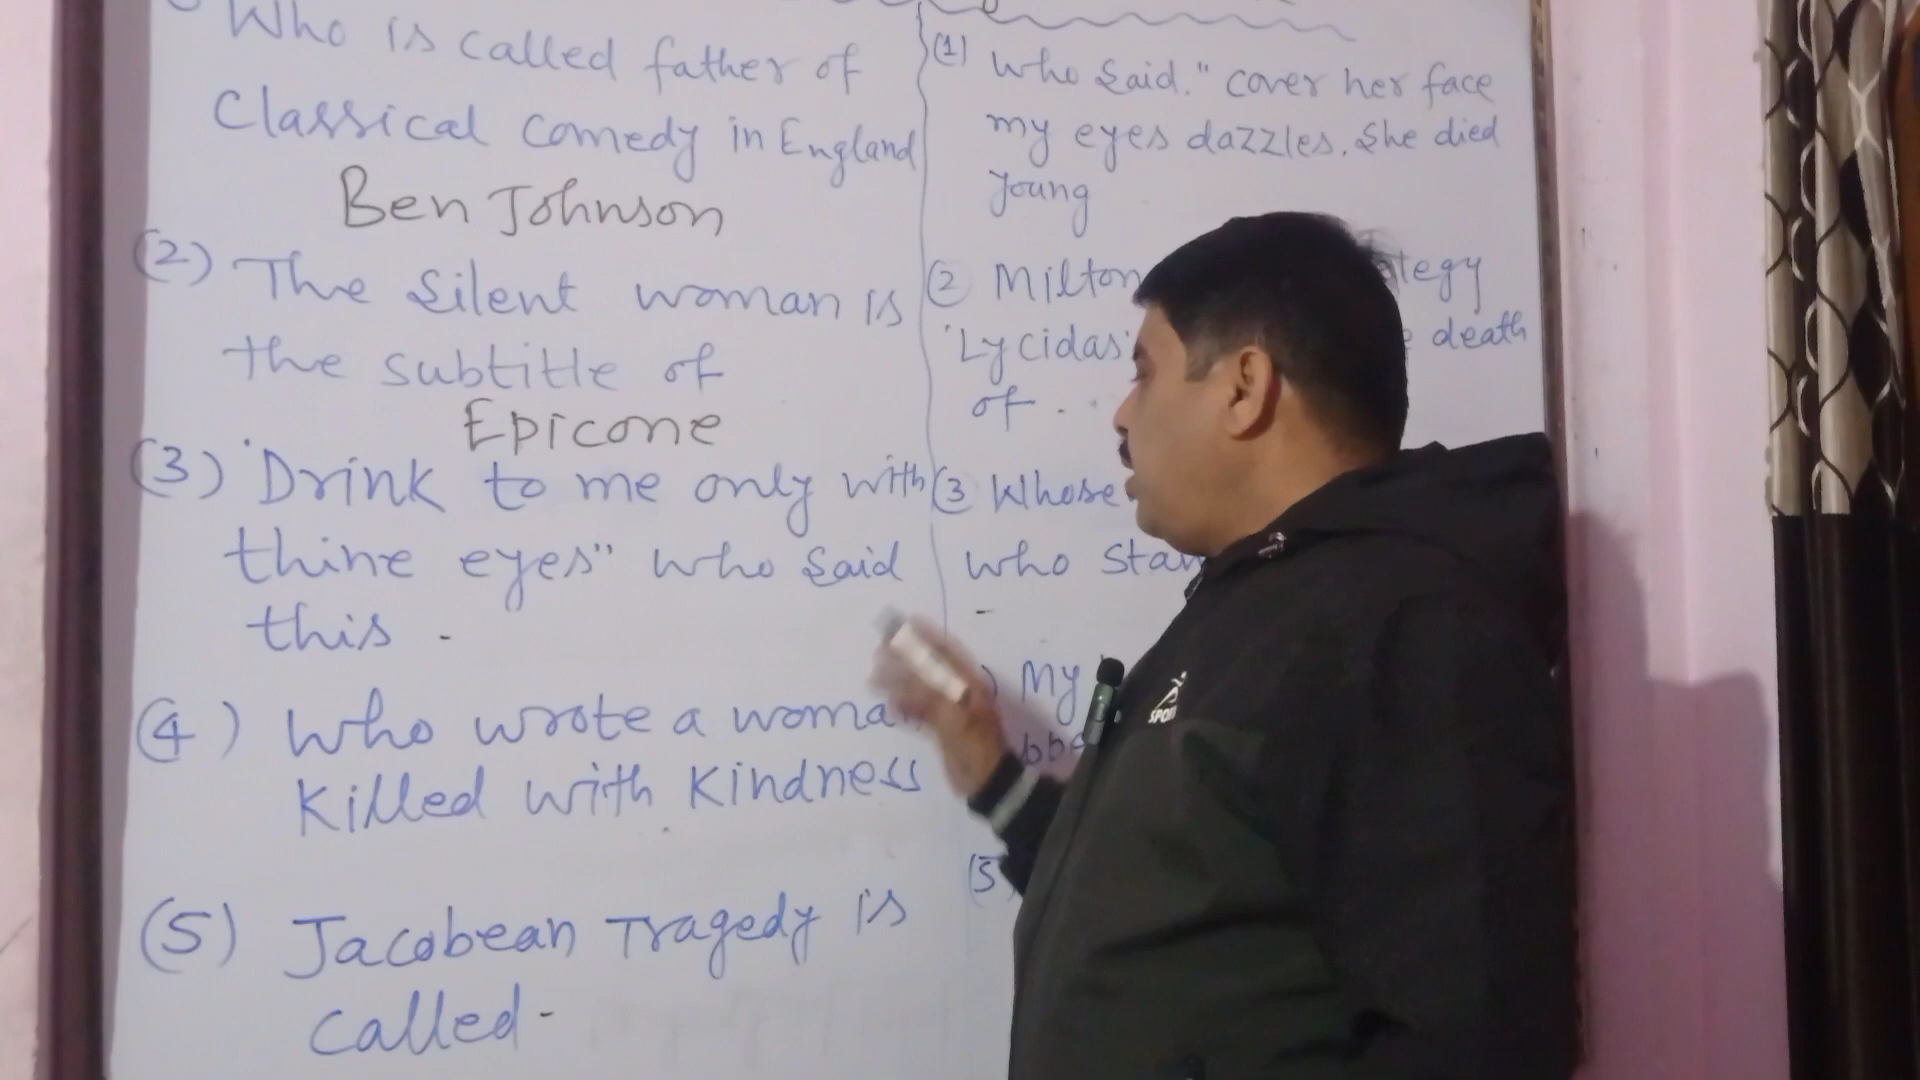 Who is called father of
Classical comedy in England
Ben Johnson
(2) The Silent woman is
the subtitle of
Epicone
(3) "Drink to me only with
thine eyes" who said
this -
(4) who wrote a woman
killed with kindness
(5) Jacobean Tragedy is
called -
(1) who said. "cover her face
my eyes dazzles. She died
young
(2 Milton
'Lycidas' death
of - ..
(3 Whose
who
-
) My
(5)
SPORT